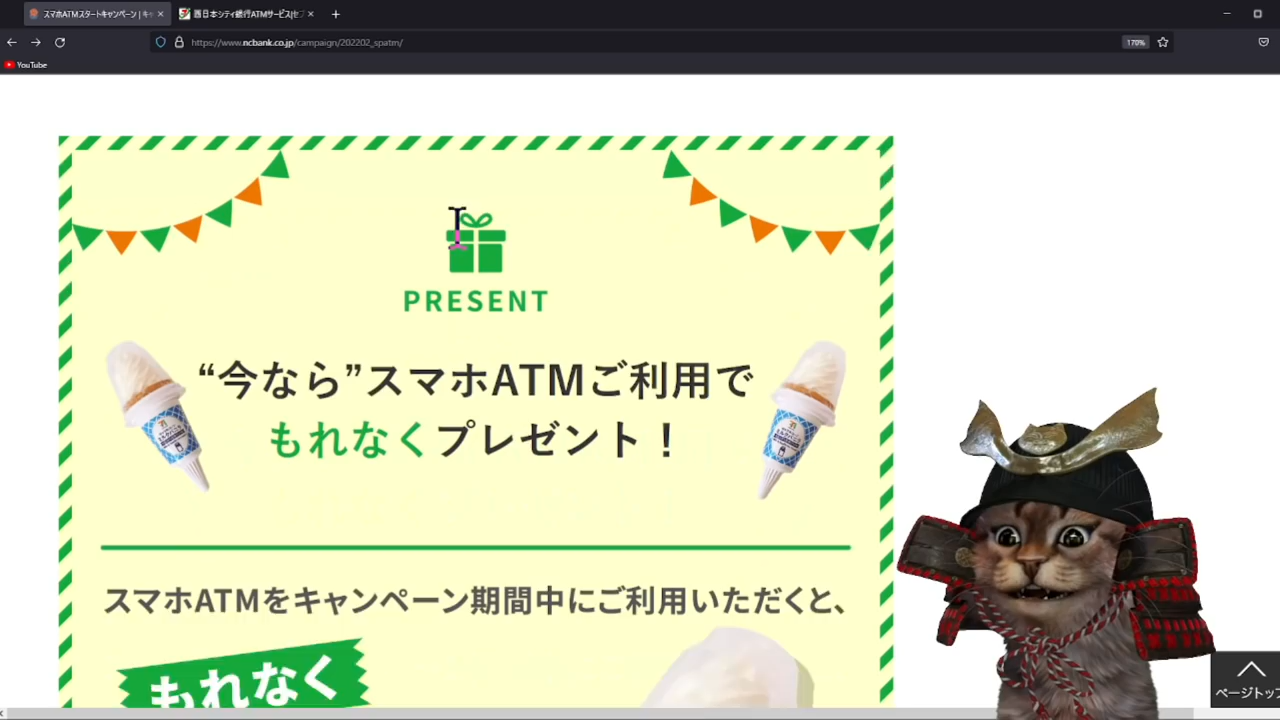 スマホATMスタートキャンペーン | キャ
西日本シティ銀行ATMサービス|セブ
https://www.ncbank.co.jp/campaign/202202_spatm/
170%
YouTube
PRESENT
“今なら”スマホATMご利用で
もれなくプレゼント！
スマホATMをキャンペーン期間中にご利用いただくと、
もれなく
ページトップ